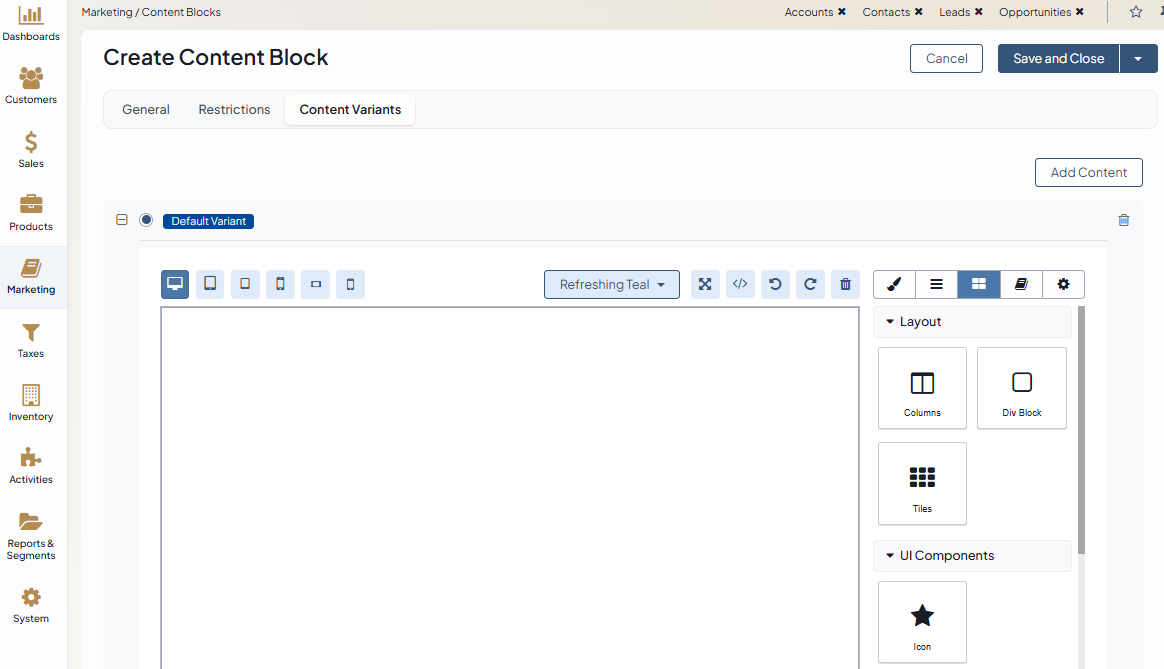 Marketing / Content Blocks
Accounts ✖ Contacts ✖ Leads ✖ Opportunities ✖
Create Content Block
Cancel
Save and Close
General
Restrictions
Content Variants
Add Content
Default Variant
Refreshing Teal
</>
Layout
Columns
Div Block
Tiles
UI Components
Icon
Dashboards
Customers
Sales
Products
Marketing
Taxes
Inventory
Activities
Reports &
Segments
System